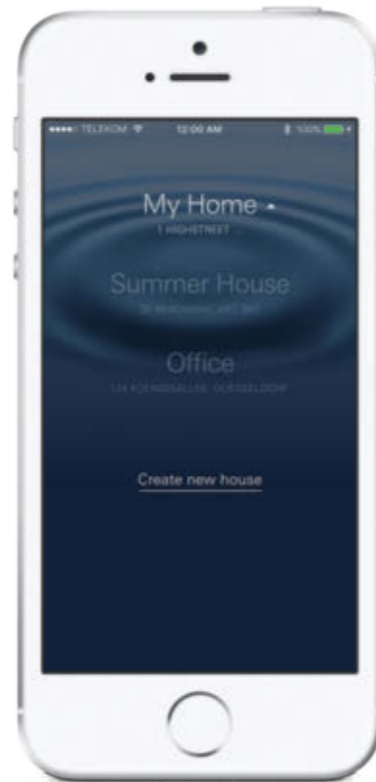 TELEKOM 12:00 AM 100%
My Home
1 HIGHSTREET
Summer House
Office
Create new house